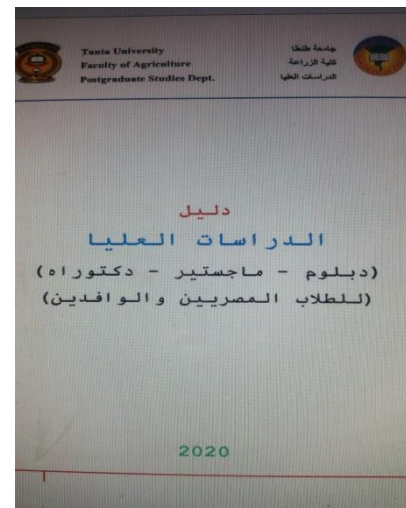 Tanta University
Faculty of Agriculture
Postgraduate Studies Dept.
جامعة طنطا
كلية الزراعة
الدراسات العليا
دليل
الدراسات العليا
(دبلوم - ماجستير - دكتوراه)
(للطلاب المصريين والوافدين)
2020